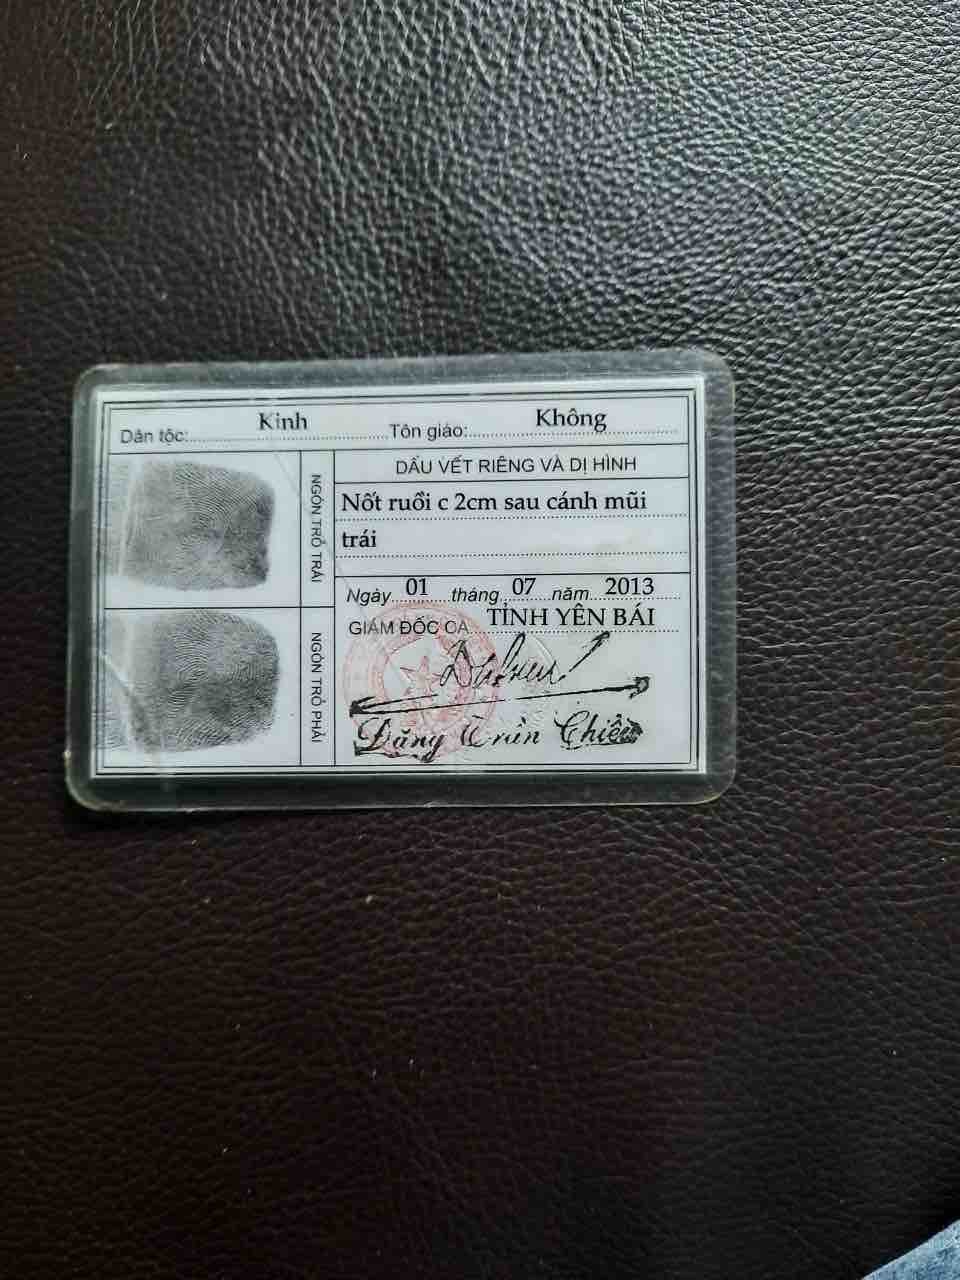 Dân tộc: Kinh Tôn giáo: Không
NGÓN TRỎ TRÁI
DẤU VẾT RIÊNG VÀ DỊ HÌNH
Nốt ruồi c 2cm sau cánh mũi
trái
NGÓN TRỎ PHẢI
Ngày 01 tháng 07 năm 2013
GIÁM ĐỐC CA TỈNH YÊN BÁI
Đặng Trần Chiêu